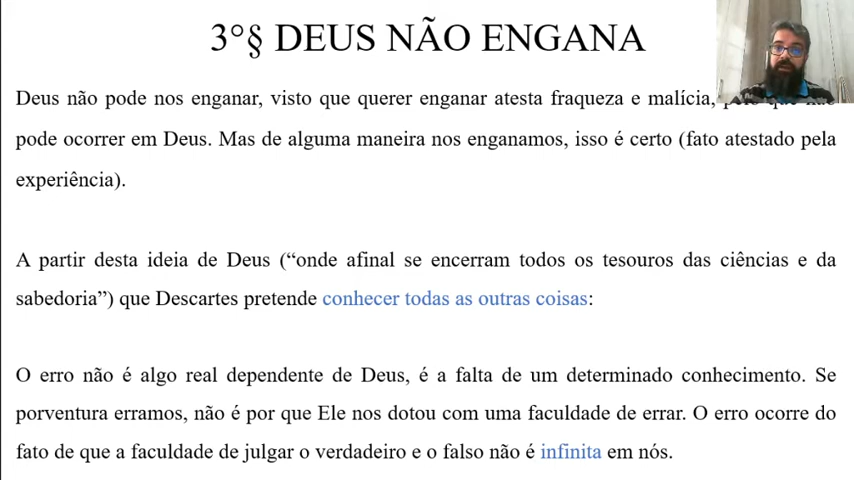 3°§ DEUS NÃO ENGANA
Deus não pode nos enganar, visto que querer enganar atesta fraqueza e malícia,
pode ocorrer em Deus. Mas de alguma maneira nos enganamos, isso é certo (fato atestado pela
experiência).
A partir desta ideia de Deus (“onde afinal se encerram todos os tesouros das ciências e da
sabedoria”) que Descartes pretende conhecer todas as outras coisas:
O erro não é algo real dependente de Deus, é a falta de um determinado conhecimento. Se
porventura erramos, não é por que Ele nos dotou com uma faculdade de errar. O erro ocorre do
fato de que a faculdade de julgar o verdadeiro e o falso não é infinita em nós.